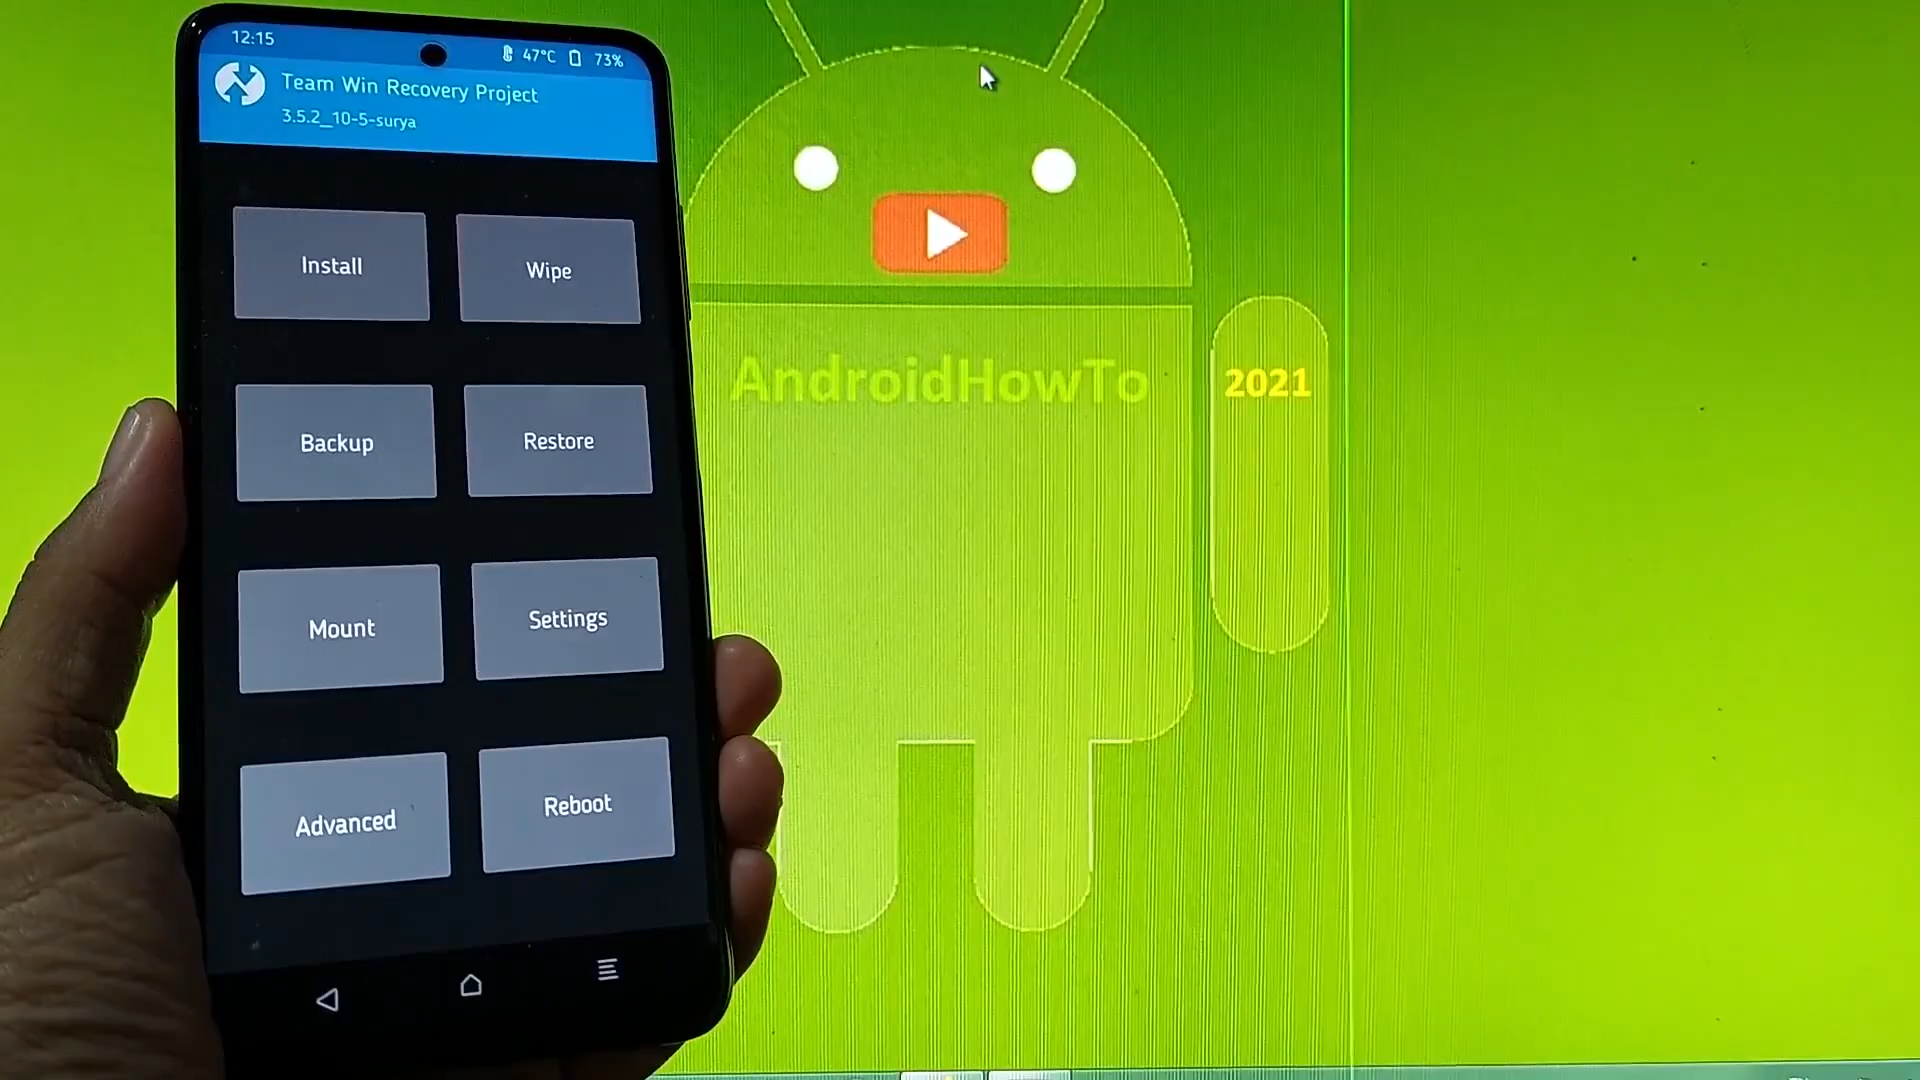 12:15
47°C 73%
Team Win Recovery Project
3.5.2_10-5-surya
Install
Wipe
Backup
Restore
Mount
Settings
Advanced
Reboot
AndroidHowTo
2021